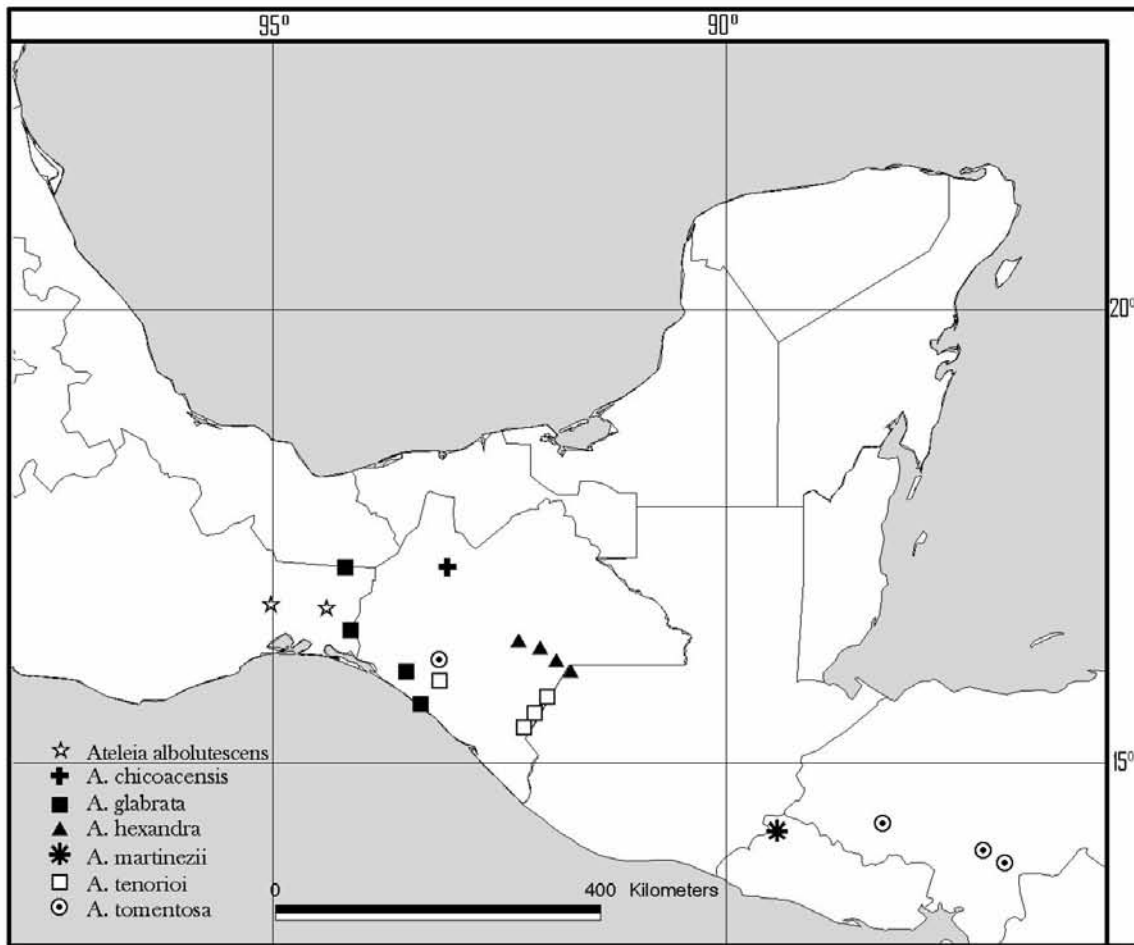 95º 90º
20º
15º
Ateleia albolutescens
A. chicoacensis
A. glabrata
A. hexandra
A. martinezii
A. tenorioi
A. tomentosa
0 400 Kilometers